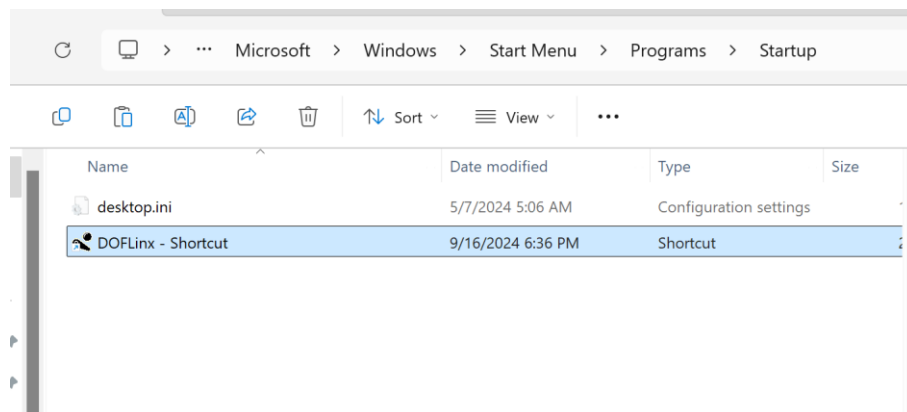 ... Microsoft > Windows > Start Menu > Programs > Startup
Sort View ...
Name Date modified Type Size
desktop.ini 5/7/2024 5:06 AM Configuration settings
DOFLinx - Shortcut 9/16/2024 6:36 PM Shortcut